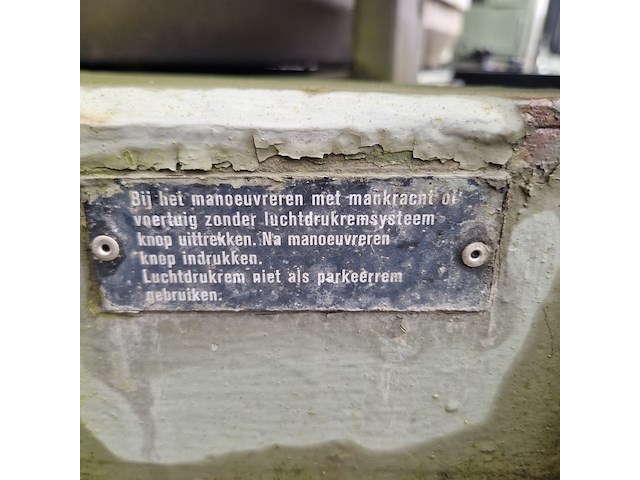 Bij het manoeuvreren met mankracht of
voertuig zonder luchtdrukremsysteem
knop uittrekken. Na manoeuvreren
knop indrukken.
Luchtdrukrem niet als parkeerrem
gebruiken.